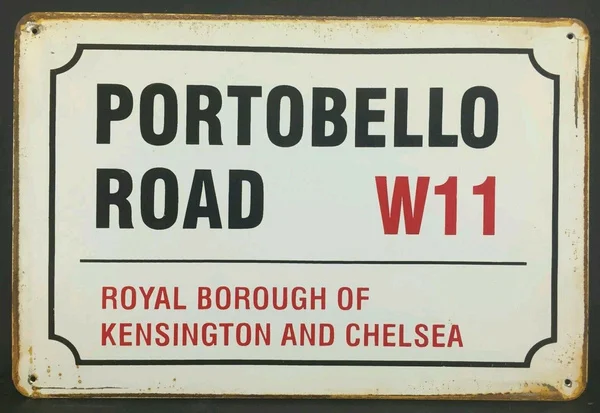 PORTOBELLO
ROAD W11
ROYAL BOROUGH OF
KENSINGTON AND CHELSEA